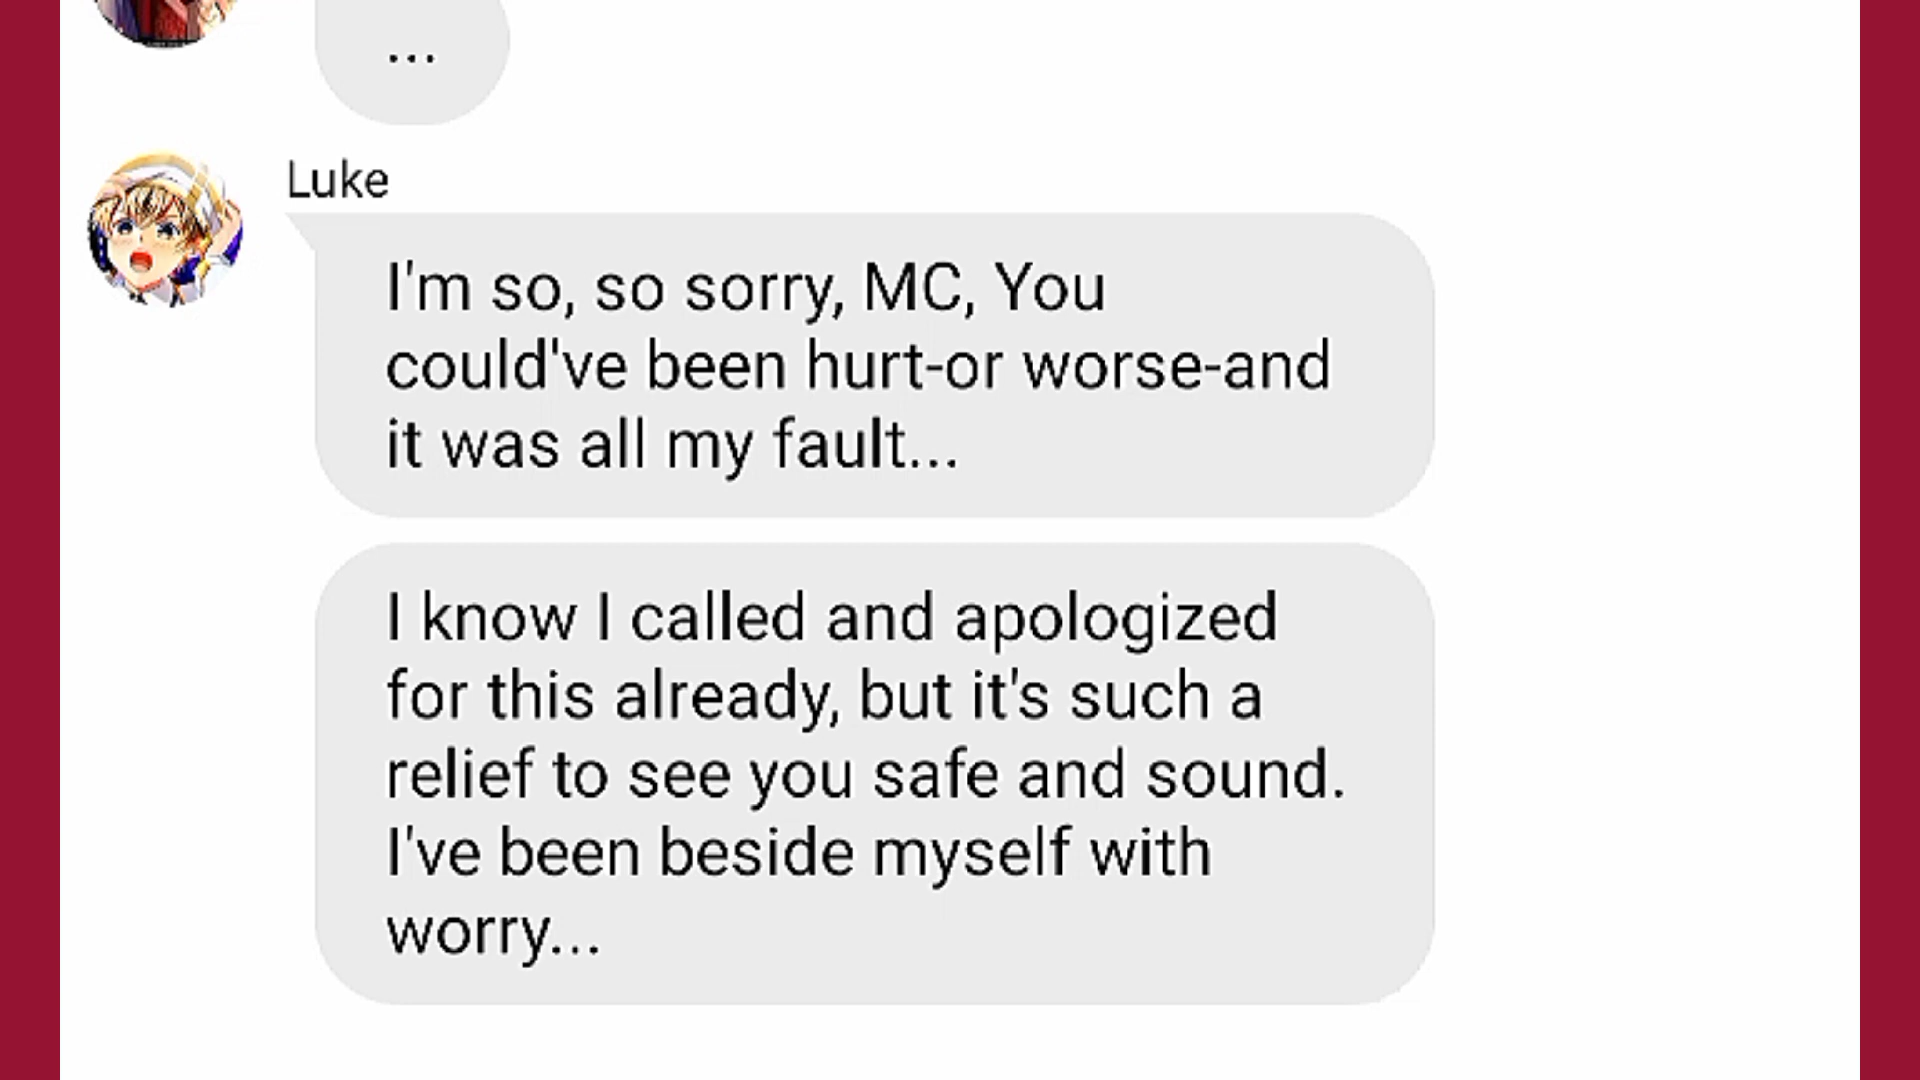 ...
Luke
I'm so, so sorry, MC, You
could've been hurt-or worse-and
it was all my fault...
I know I called and apologized
for this already, but it's such a
relief to see you safe and sound.
I've been beside myself with
worry...